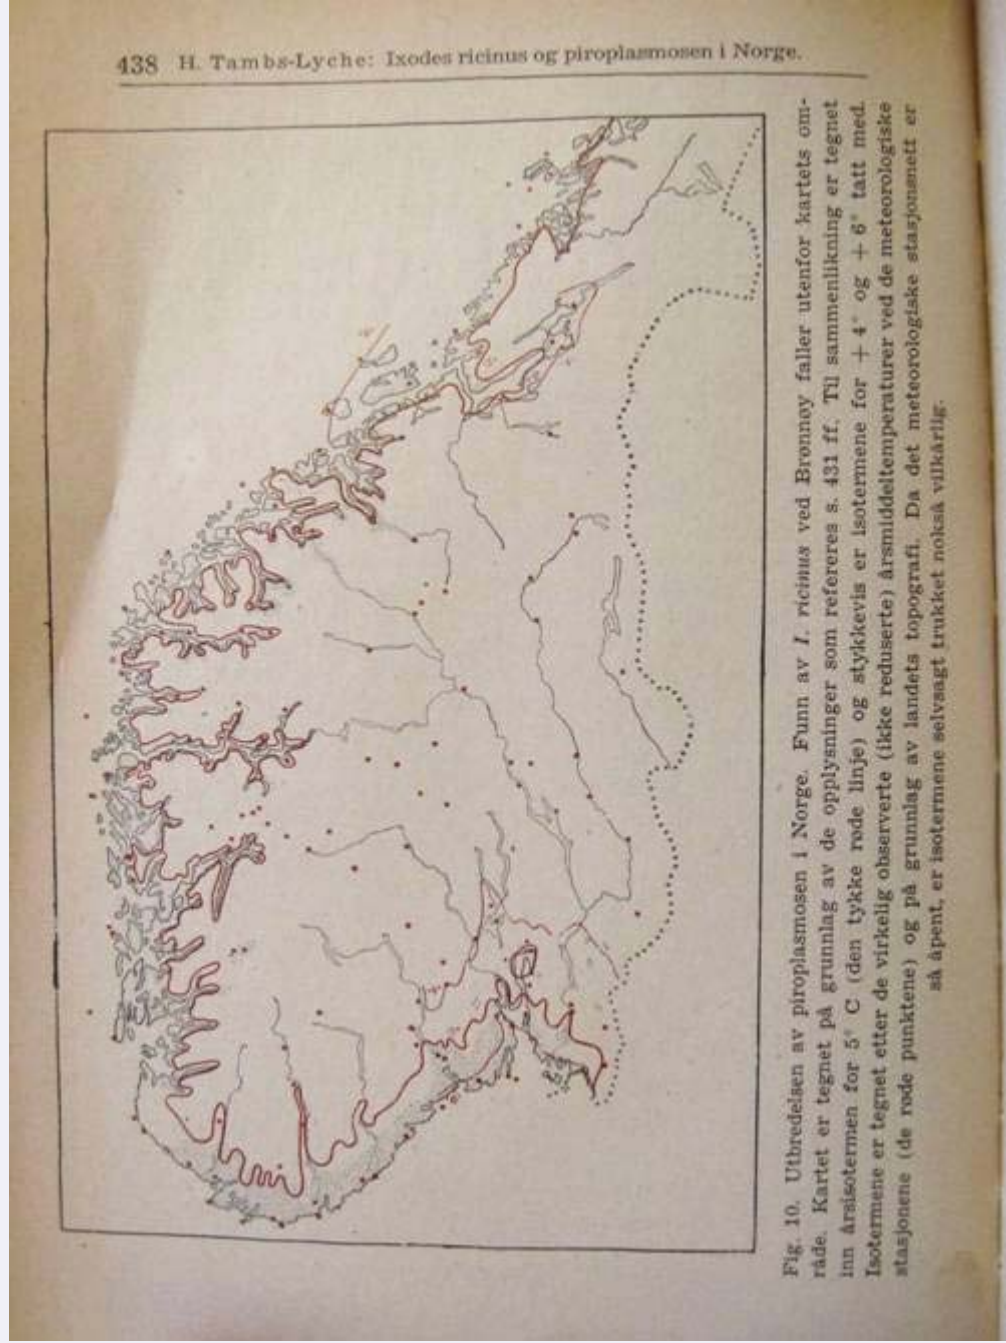 438 H. Tambs-Lyche: Ixodes ricinus og piroplasmosen i Norge.
Fig. 10. Utbredelsen av piroplasmosen i Norge. Funn av I. ricinus ved Brønnøy faller utenfor kartets om-
råde. Kartet er tegnet på grunnlag av de opplysninger som refereres s. 431 ff. Til sammenlikning er tegnet
inn årsisotermen for 5° C (den tykke røde linje) og stykkevis er isotermene for + 4° og + 6° tatt med.
Isotermene er tegnet etter de virkelig observerte (ikke reduserte) årsmiddeltemperaturer ved de meteorologiske
stasjonene (de røde punktene) og på grunnlag av landets topografi. Da det meteorologiske stasjonsnett er
så åpent, er isotermene selvsagt trukket nokså vilkårlig.